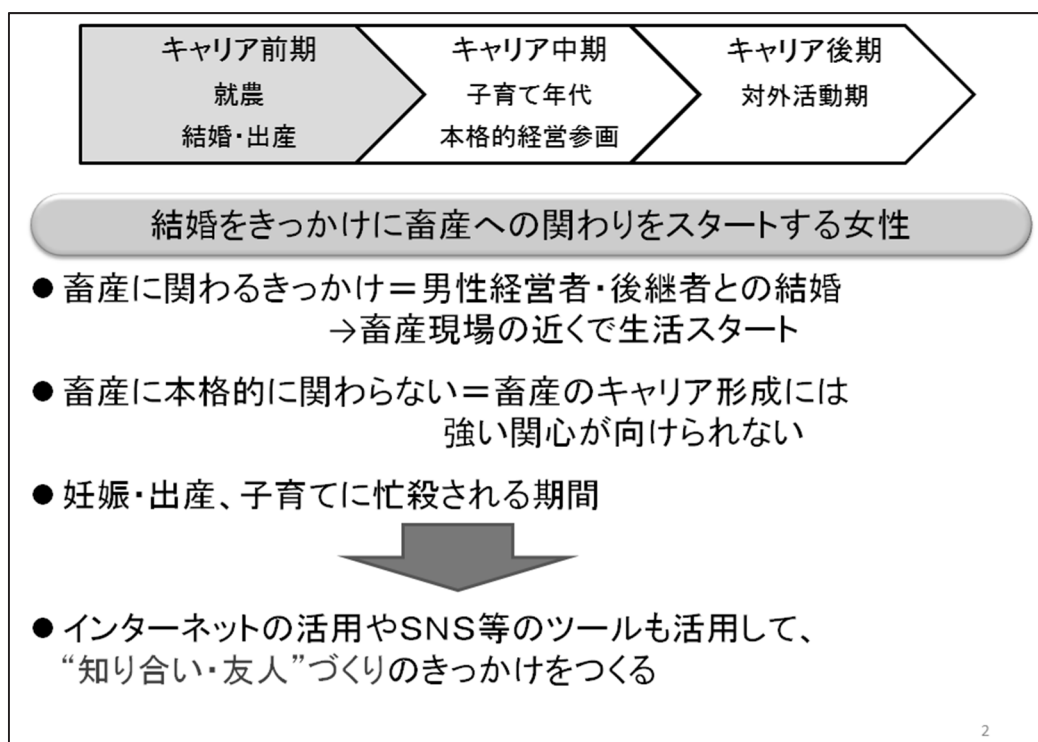 キャリア前期
就農
結婚・出産
キャリア中期
子育て年代
本格的経営参画
キャリア後期
対外活動期
結婚をきっかけに畜産への関わりをスタートする女性
●畜産に関わるきっかけ＝男性経営者・後継者との結婚
→畜産現場の近くで生活スタート
●畜産に本格的に関わらない＝畜産のキャリア形成には
強い関心が向けられない
●妊娠・出産、子育てに忙殺される期間
●インターネットの活用やＳＮＳ等のツールも活用して、
“知り合い・友人”づくりのきっかけをつくる
2